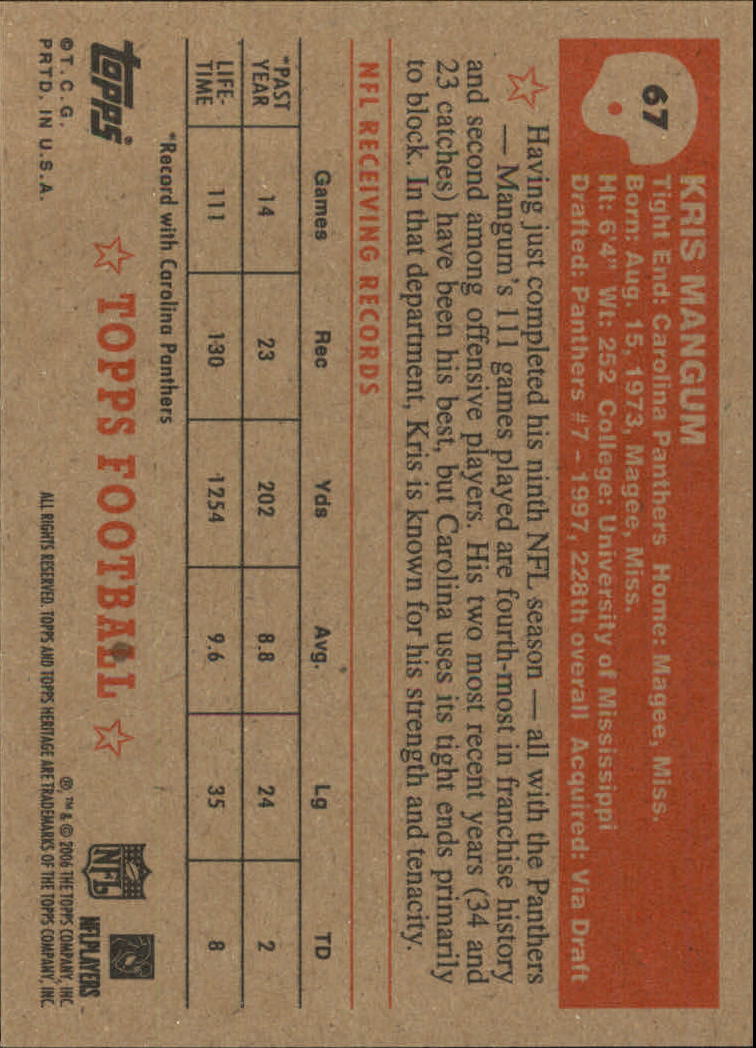 67
KRIS MANGUM
Tight End: Carolina Panthers Home: Magee, Miss.
Born: Aug. 15, 1973, Magee, Miss.
Ht: 6'4" Wt: 252 College: University of Mississippi
Drafted: Panthers #7 – 1997, 228th overall Acquired: Via Draft
Having just completed his ninth NFL season — all with the Panthers
— Mangum's 111 games played are fourth-most in franchise history
and second among offensive players. His two most recent years (34 and
23 catches) have been his best, but Carolina uses its tight ends primarily
to block. In that department, Kris is known for his strength and tenacity.
NFL RECEIVING RECORDS
Games Rec Yds Avg. Lg TD
*PAST YEAR 14 23 202 8.8 24 2
LIFE-TIME 111 130 1254 9.6 35 8
*Record with Carolina Panthers
Topps®
TOPPS FOOTBALL
©T.C.G.
PRTD. IN U.S.A.
NFL
NFLPLAYERS
®, ™ & © 2006 THE TOPPS COMPANY, INC.
ALL RIGHTS RESERVED. TOPPS AND TOPPS HERITAGE ARE TRADEMARKS OF THE TOPPS COMPANY, INC.